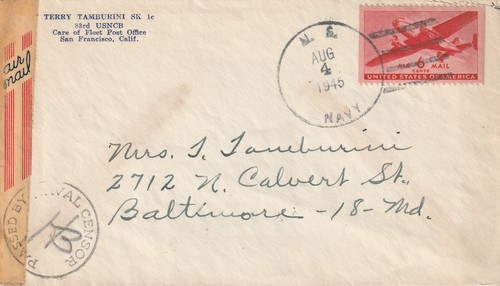 TERRY TAMBURINI SK 1c
83rd USNCB
Care of Fleet Post Office
San Francisco, Calif.
air
mail
U. S.
AUG
4
1945
NAVY
AIR 6 MAIL
CENTS
UNITED STATES OF AMERICA
Mrs. T. Tamburini
2712 N. Calvert St.
Baltimore -18- Md.
PASSED BY NAVAL CENSOR